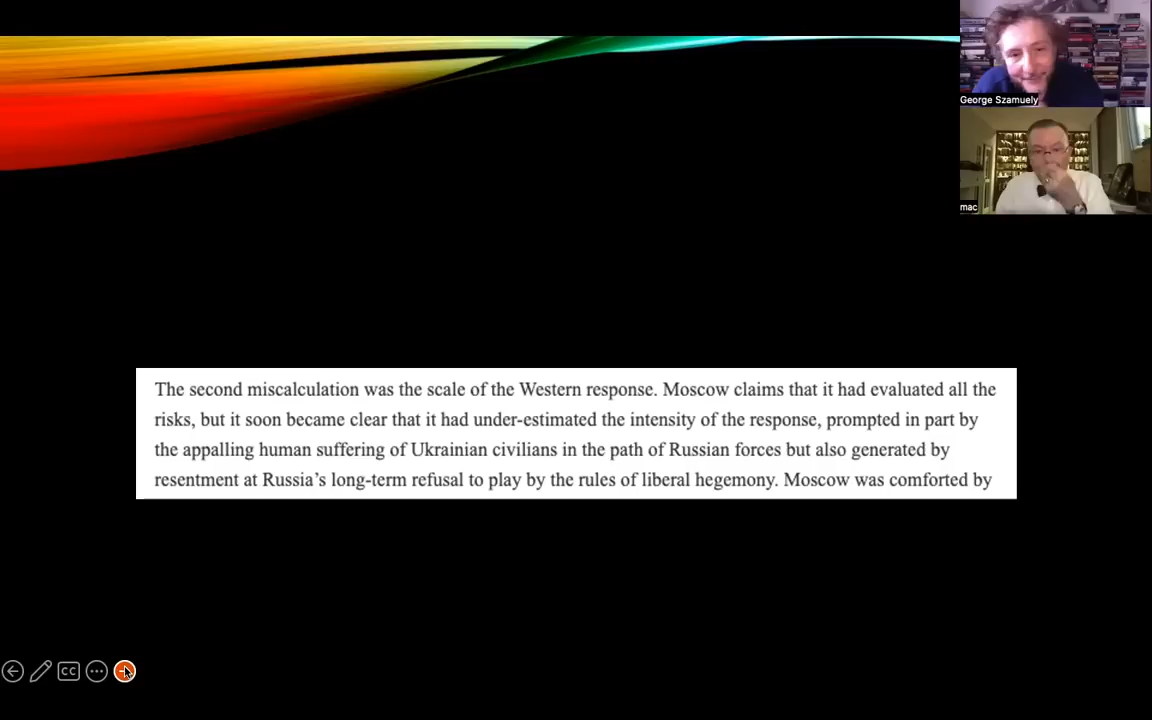 George Szamuely
mac
The second miscalculation was the scale of the Western response. Moscow claims that it had evaluated all the
risks, but it soon became clear that it had under-estimated the intensity of the response, prompted in part by
the appalling human suffering of Ukrainian civilians in the path of Russian forces but also generated by
resentment at Russia’s long-term refusal to play by the rules of liberal hegemony. Moscow was comforted by
CC